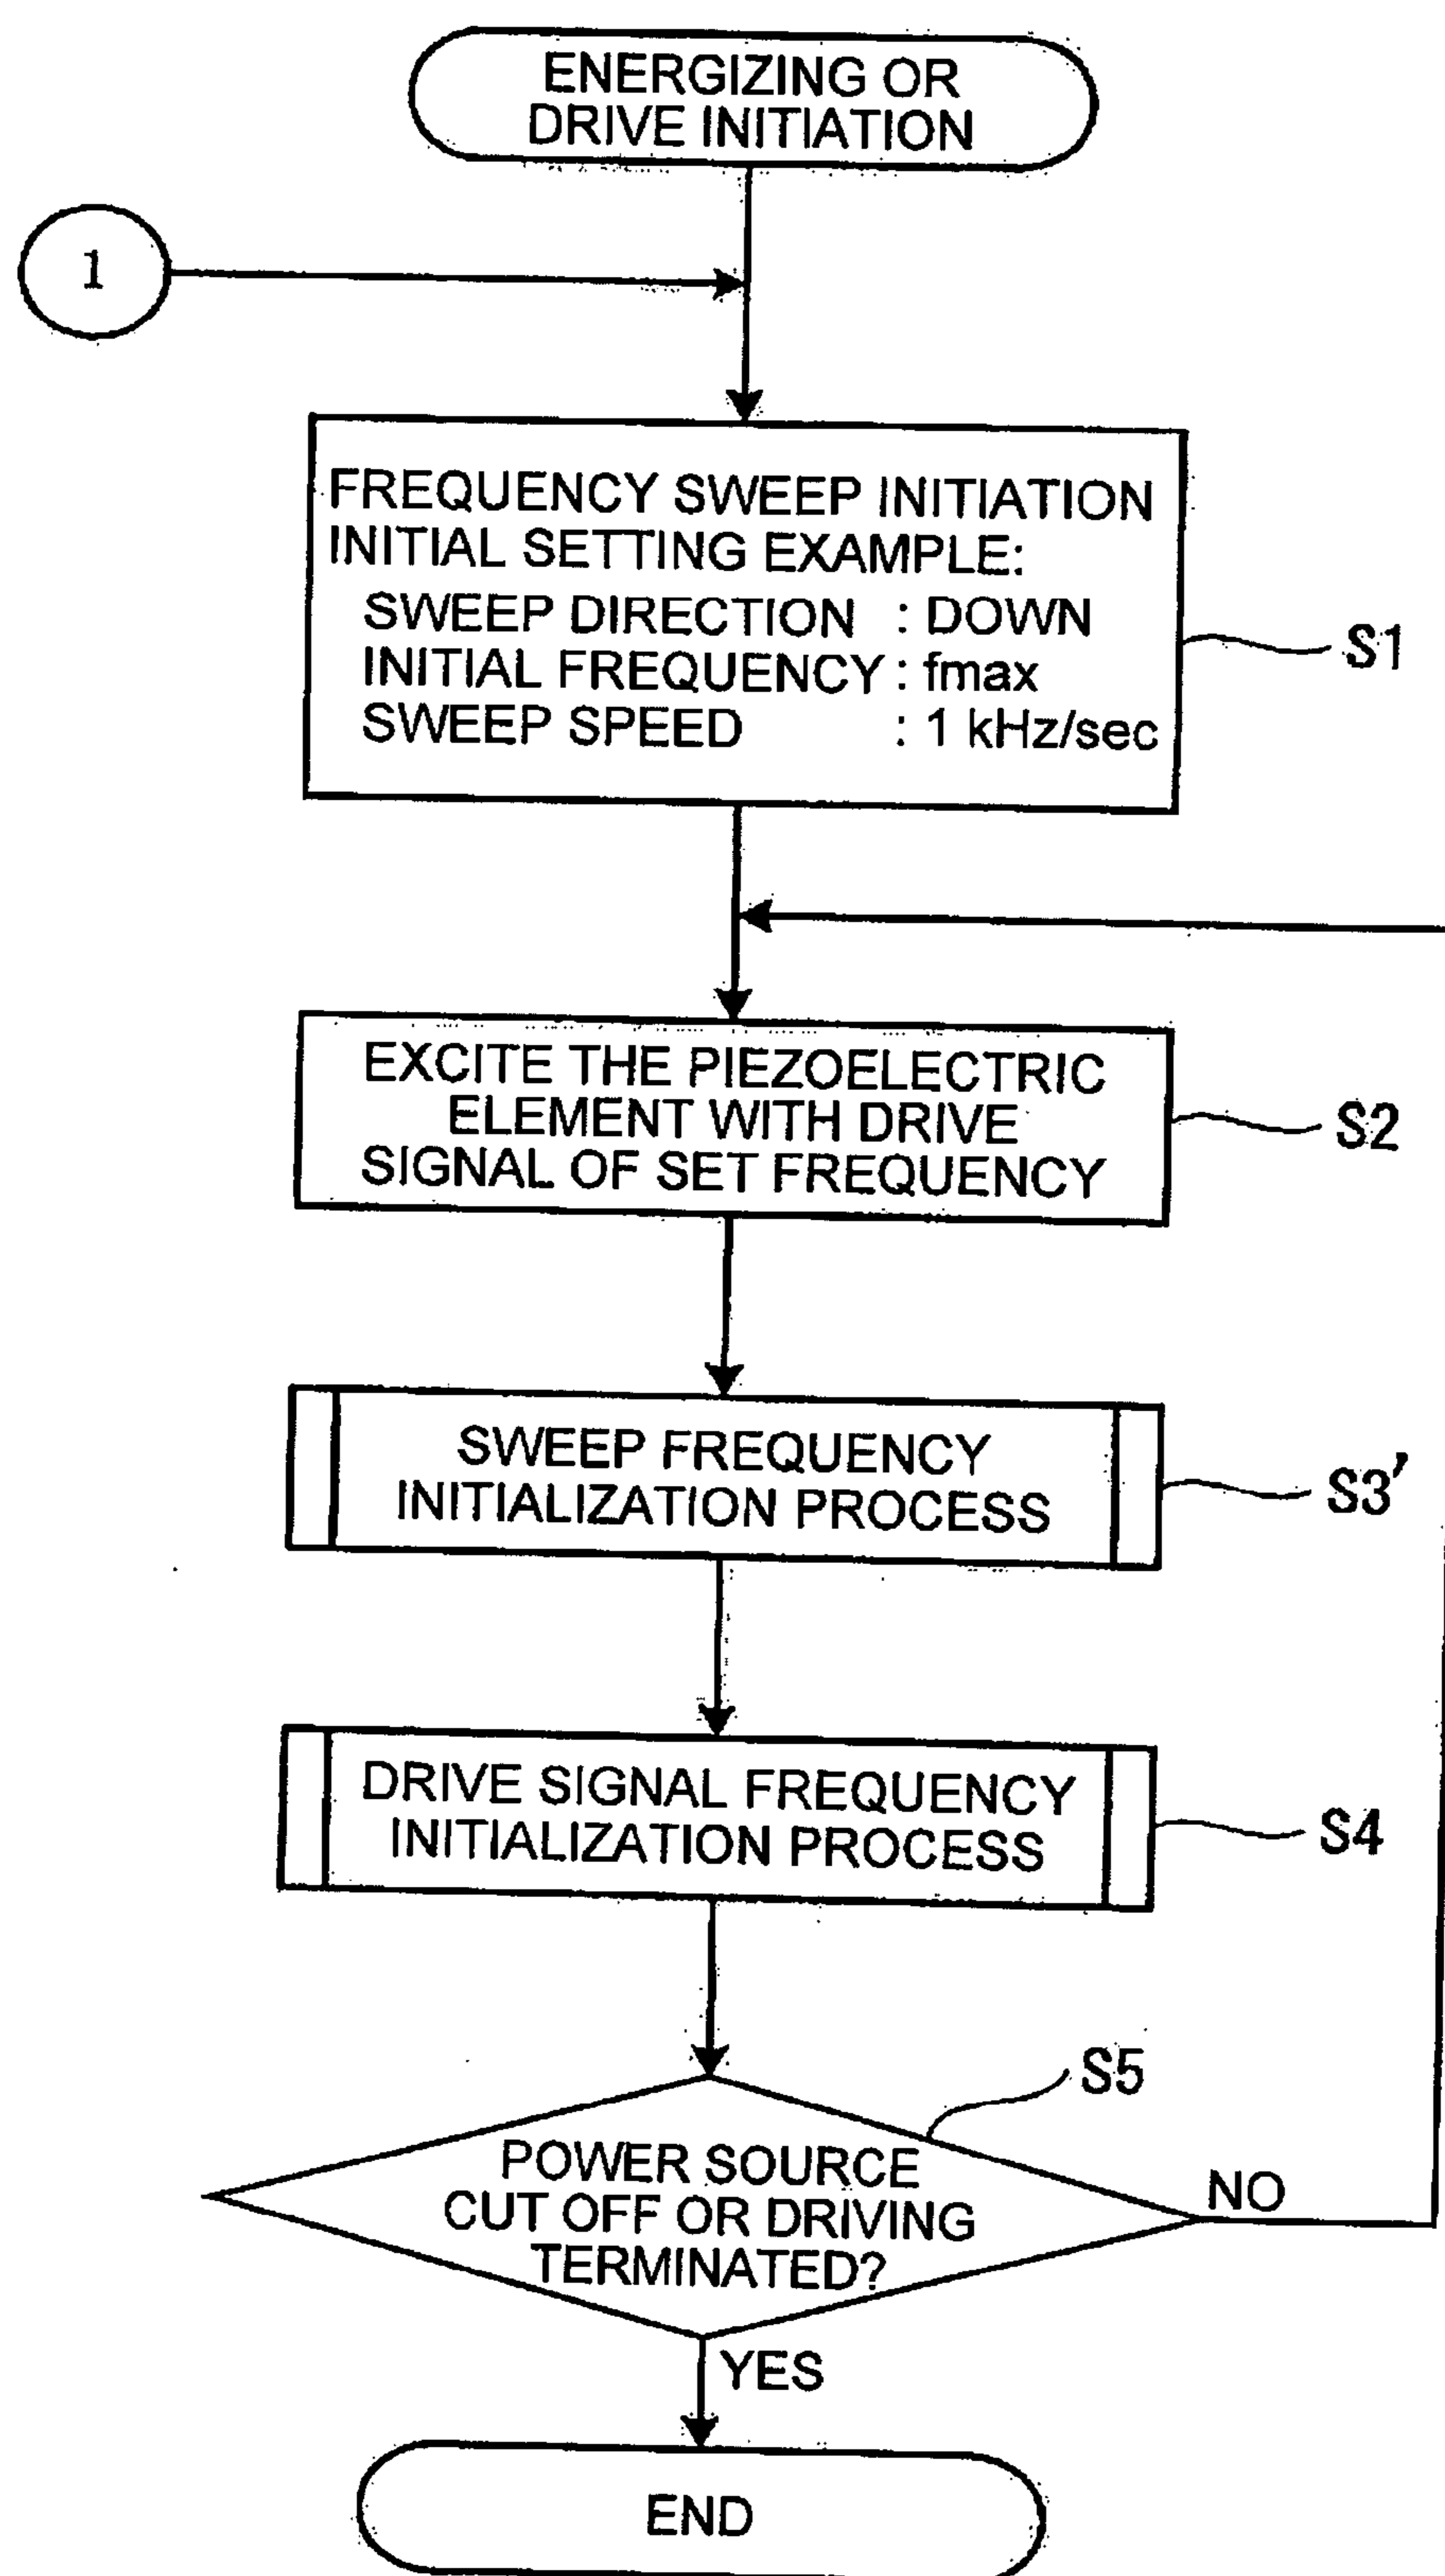 ENERGIZING OR
DRIVE INITIATION
1
FREQUENCY SWEEP INITIATION
INITIAL SETTING EXAMPLE:
SWEEP DIRECTION : DOWN
INITIAL FREQUENCY : fmax
SWEEP SPEED : 1 kHz/sec
S1
EXCITE THE PIEZOELECTRIC
ELEMENT WITH DRIVE
SIGNAL OF SET FREQUENCY
S2
SWEEP FREQUENCY
INITIALIZATION PROCESS
S3'
DRIVE SIGNAL FREQUENCY
INITIALIZATION PROCESS
S4
S5
POWER SOURCE
CUT OFF OR DRIVING
TERMINATED?
NO
YES
END